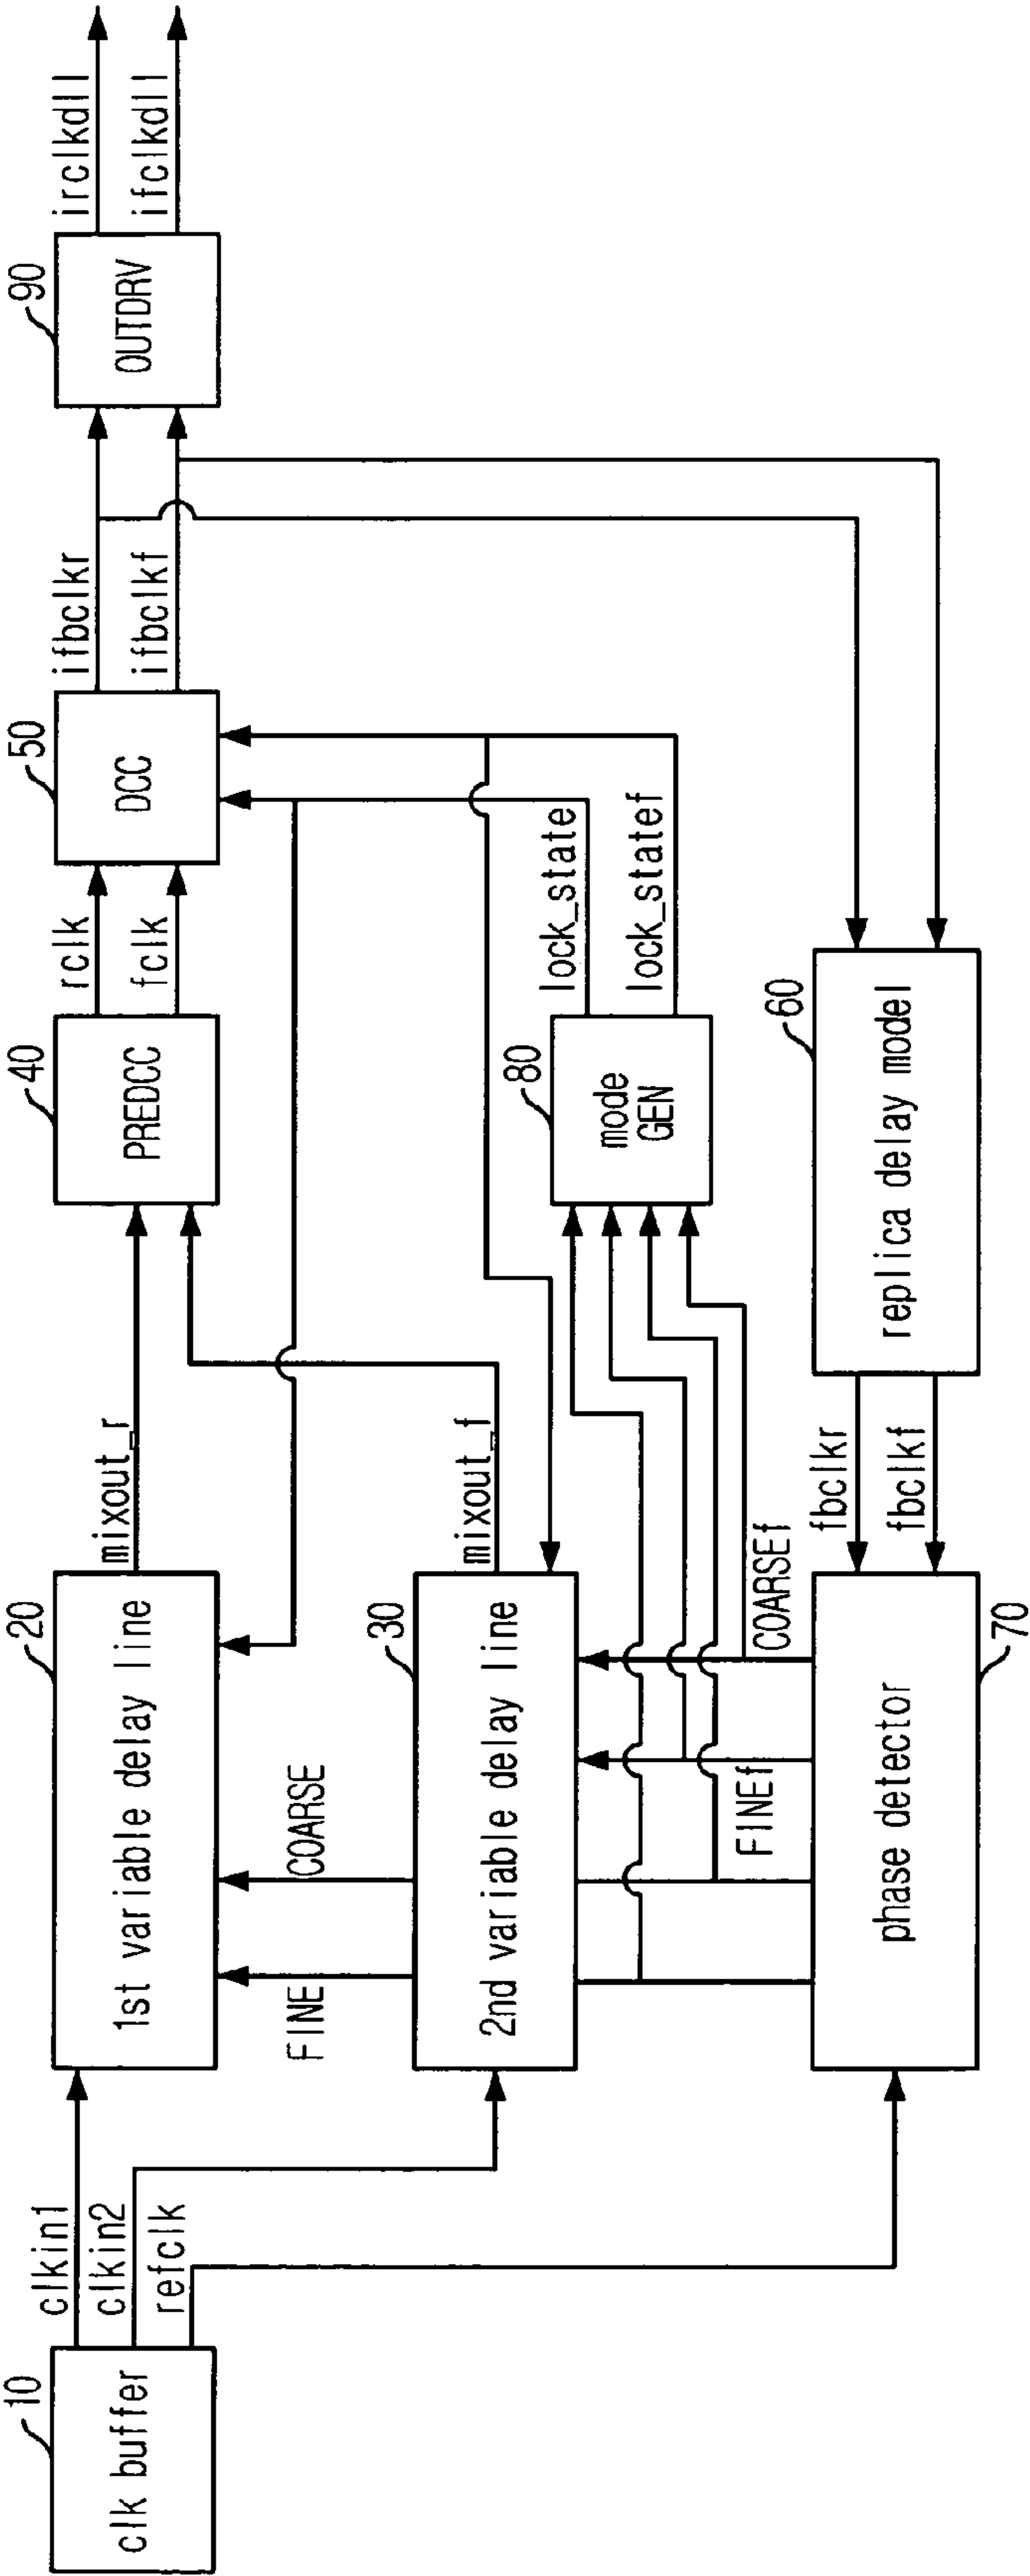 10
clk buffer
clkin1
clkin2
refclk
20
1st variable delay line
FINE
COARSE
30
2nd variable delay line
FINEf
COARSEf
70
phase detector
mixout_r
mixout_f
fbclkr
fbclkf
40
PREDCC
80
mode
GEN
60
replica delay model
rclk
fclk
lock_state
lock_statef
50
DCC
ifbclkr
ifbclkf
90
OUTDRV
irclkdll
ifclkdll